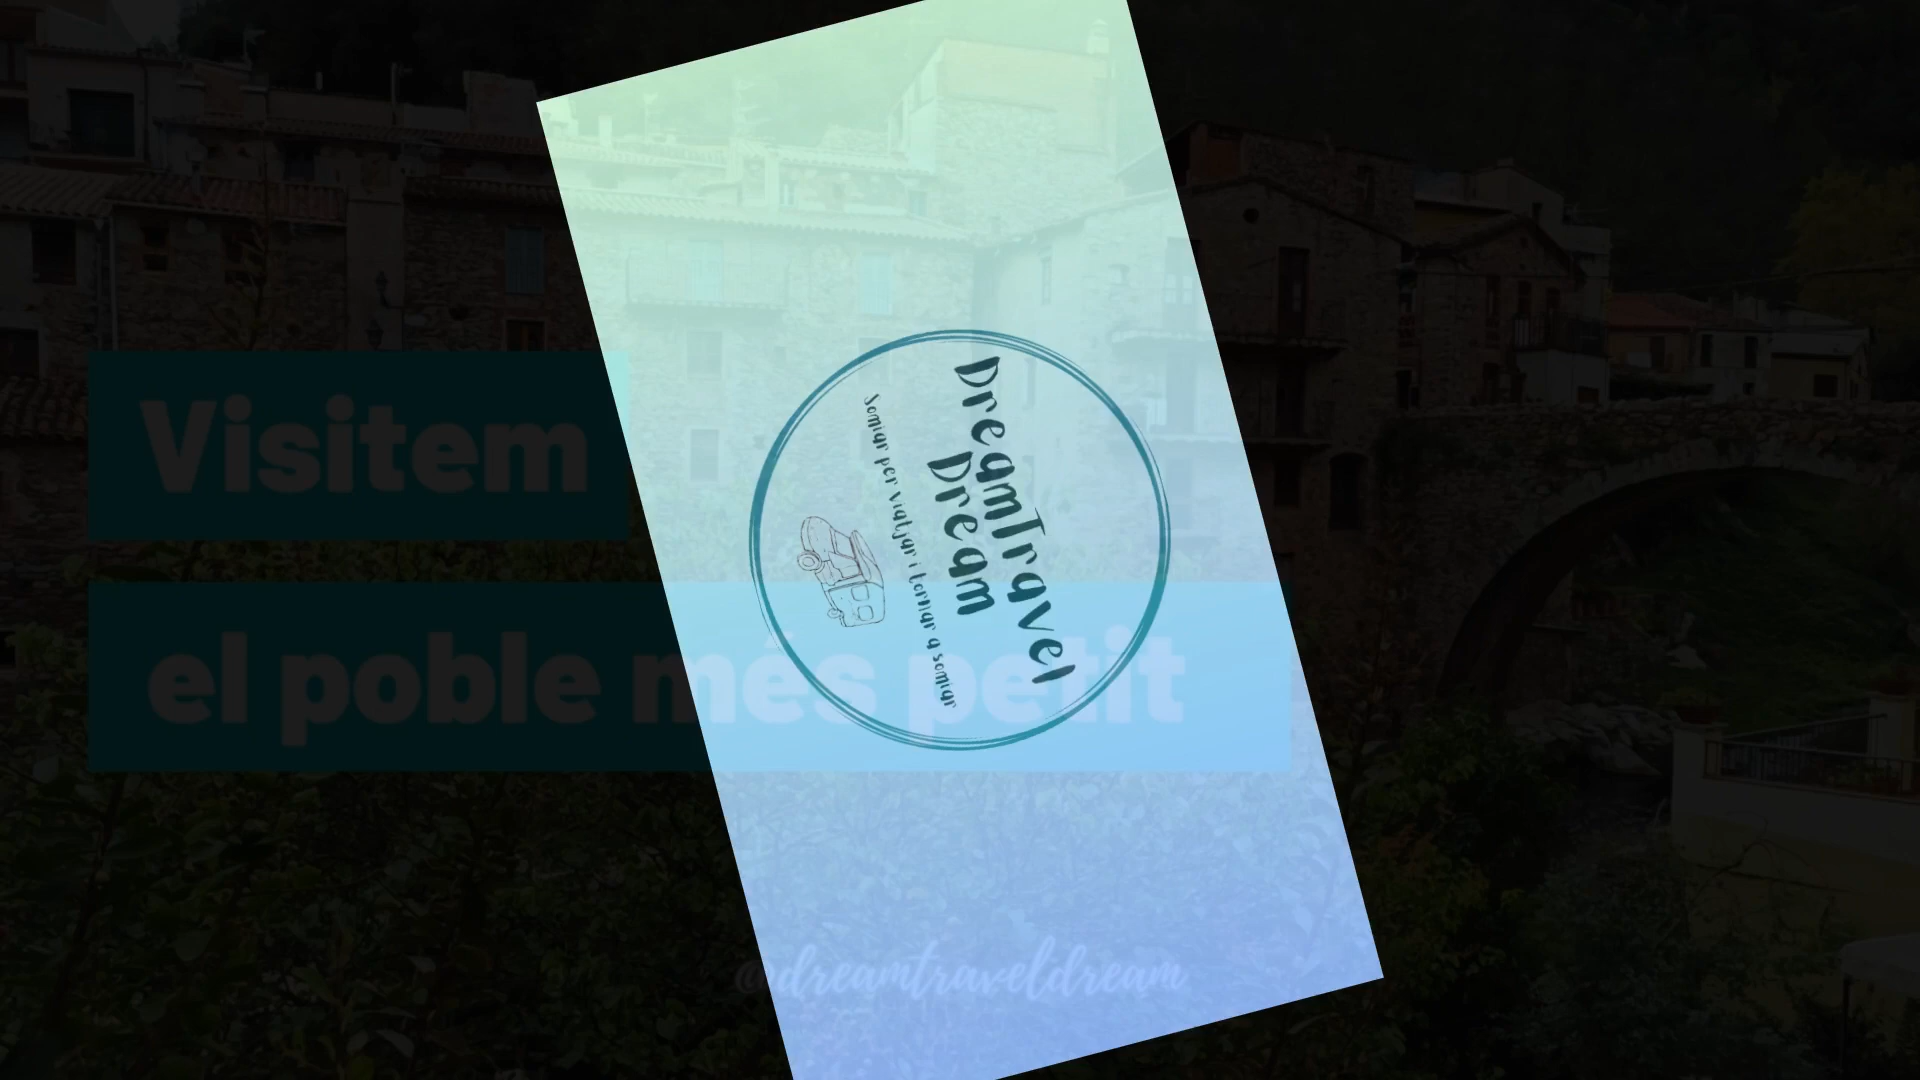 Visitem
el poble més petit
DreamTravel
Dream
Somiar per viatjar i tornar a somiar
@dreamtraveldream